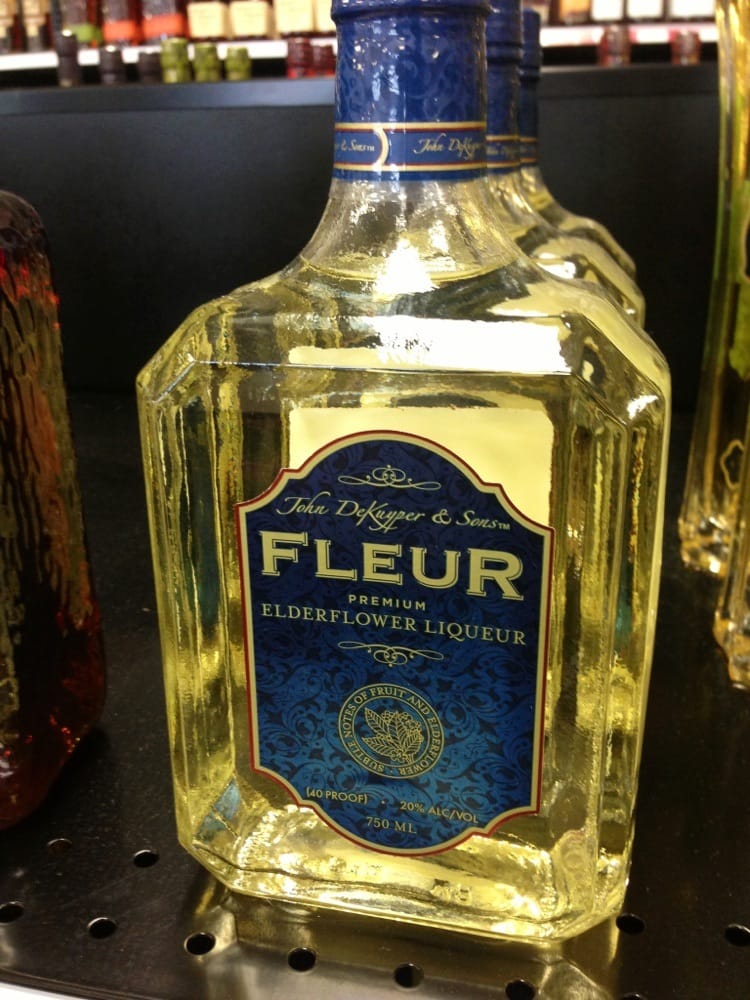 & Sons™
John DeKuyper
John DeKuyper & Sons™
FLEUR
PREMIUM
ELDERFLOWER LIQUEUR
SUBTLE NOTES OF FRUIT AND ELDERFLOWER
(40 PROOF) • 20% ALC/VOL
750 ML